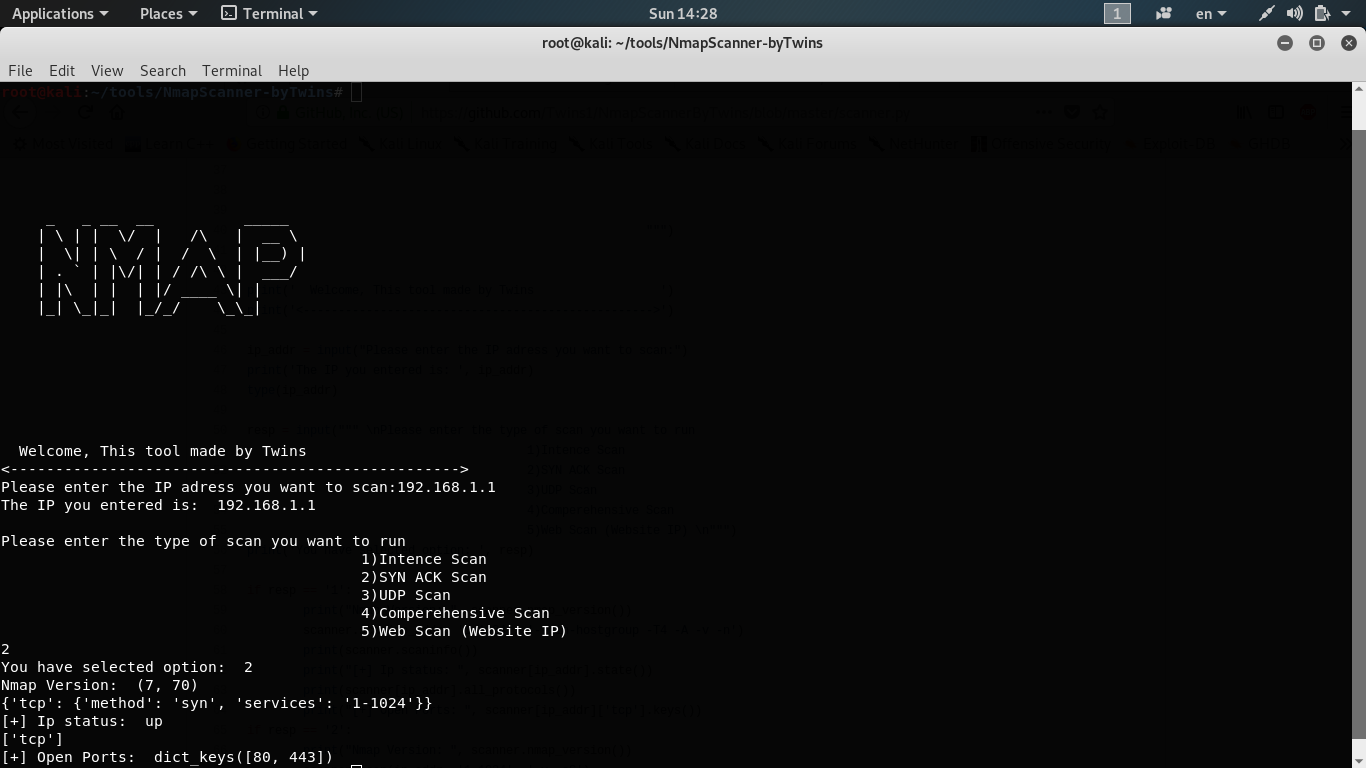 Applications Places Terminal Sun 14:28 1 en
root@kali: ~/tools/NmapScanner-byTwins
File Edit View Search Terminal Help
root@kali:~/tools/NmapScanner-byTwins#
NMAP
Welcome, This tool made by Twins
<-------------------------------------------------->
Please enter the IP adress you want to scan:192.168.1.1
The IP you entered is:  192.168.1.1
Please enter the type of scan you want to run
1)Intence Scan
2)SYN ACK Scan
3)UDP Scan
4)Comperehensive Scan
5)Web Scan (Website IP)
2
You have selected option:  2
Nmap Version:  (7, 70)
{'tcp': {'method': 'syn', 'services': '1-1024'}}
[+] Ip status:  up
['tcp']
[+] Open Ports:  dict_keys([80, 443])